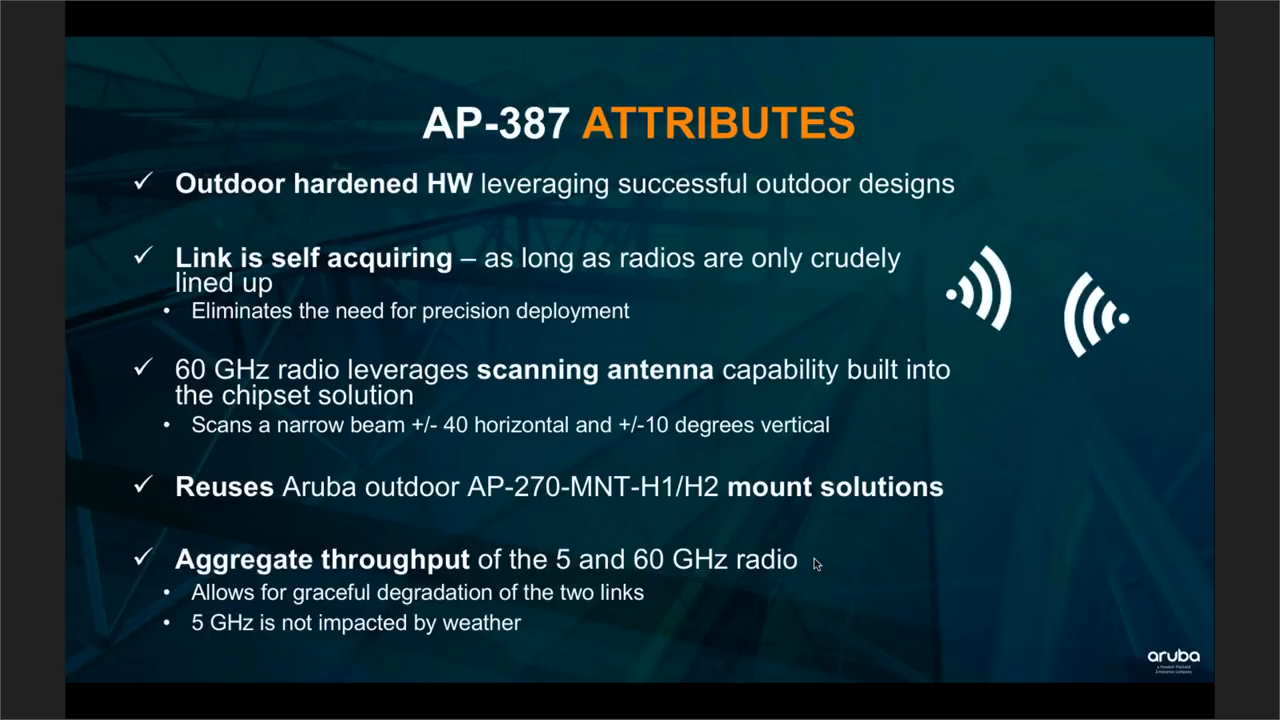 AP-387 ATTRIBUTES
✓ Outdoor hardened HW leveraging successful outdoor designs
✓ Link is self acquiring – as long as radios are only crudely
lined up
• Eliminates the need for precision deployment
✓ 60 GHz radio leverages scanning antenna capability built into
the chipset solution
• Scans a narrow beam +/- 40 horizontal and +/-10 degrees vertical
✓ Reuses Aruba outdoor AP-270-MNT-H1/H2 mount solutions
✓ Aggregate throughput of the 5 and 60 GHz radio
• Allows for graceful degradation of the two links
• 5 GHz is not impacted by weather
aruba
a Hewlett Packard
Enterprise company